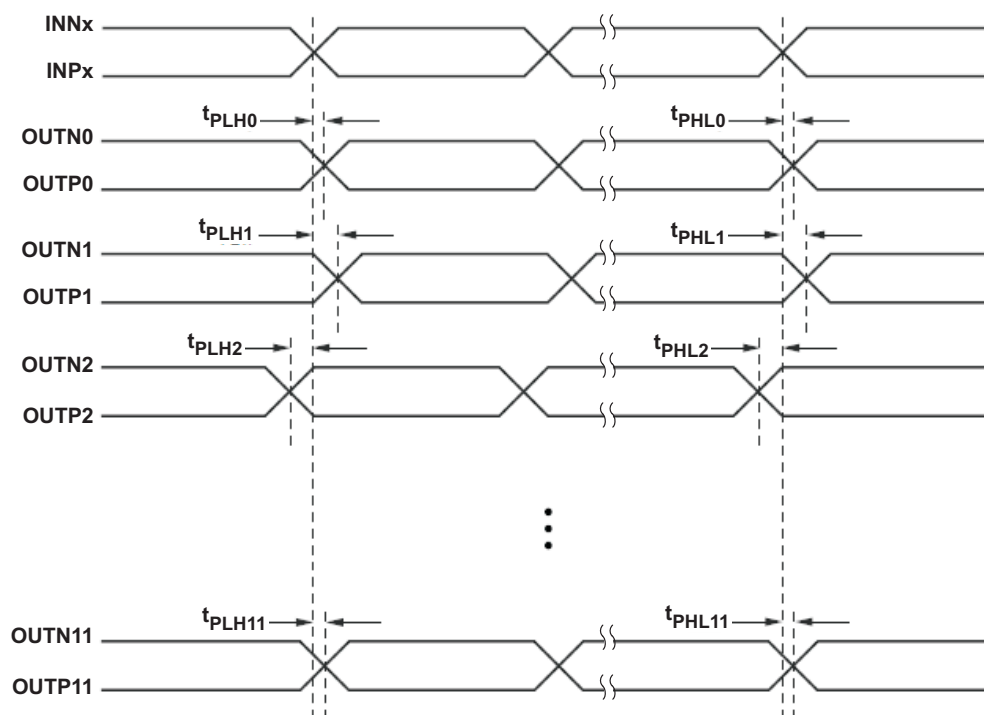 INNx
INPx
tPLH0 tPHL0
OUTN0
OUTP0
tPLH1 tPHL1
OUTN1
OUTP1
tPLH2 tPHL2
OUTN2
OUTP2
tPLH11 tPHL11
OUTN11
OUTP11